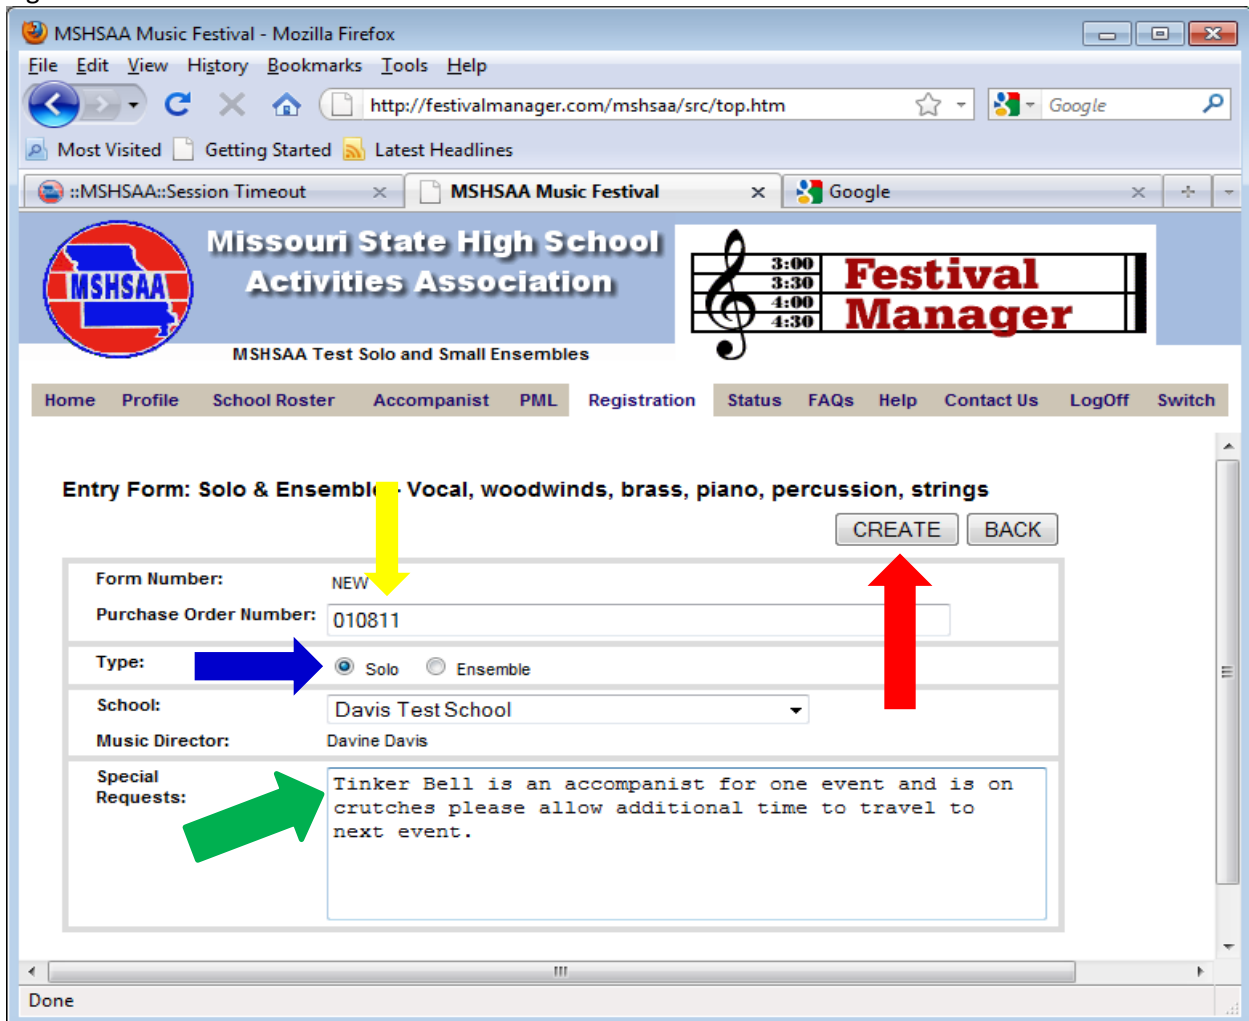 MSHSAA Music Festival - Mozilla Firefox
File Edit View History Bookmarks Tools Help
http://festivalmanager.com/mshsaa/src/top.htm Google
Most Visited Getting Started Latest Headlines
::MSHSAA::Session Timeout MSHSAA Music Festival Google
Missouri State High School
Activities Association
MSHSAA
3:00
3:30
4:00
4:30
Festival
Manager
MSHSAA Test Solo and Small Ensembles
Home Profile School Roster Accompanist PML Registration Status FAQs Help Contact Us LogOff Switch
Entry Form: Solo & Ensemble - Vocal, woodwinds, brass, piano, percussion, strings
CREATE BACK
Form Number: NEW
Purchase Order Number: 010811
Type: Solo Ensemble
School: Davis Test School
Music Director: Davine Davis
Special
Requests:
Tinker Bell is an accompanist for one event and is on
crutches please allow additional time to travel to
next event.
Done